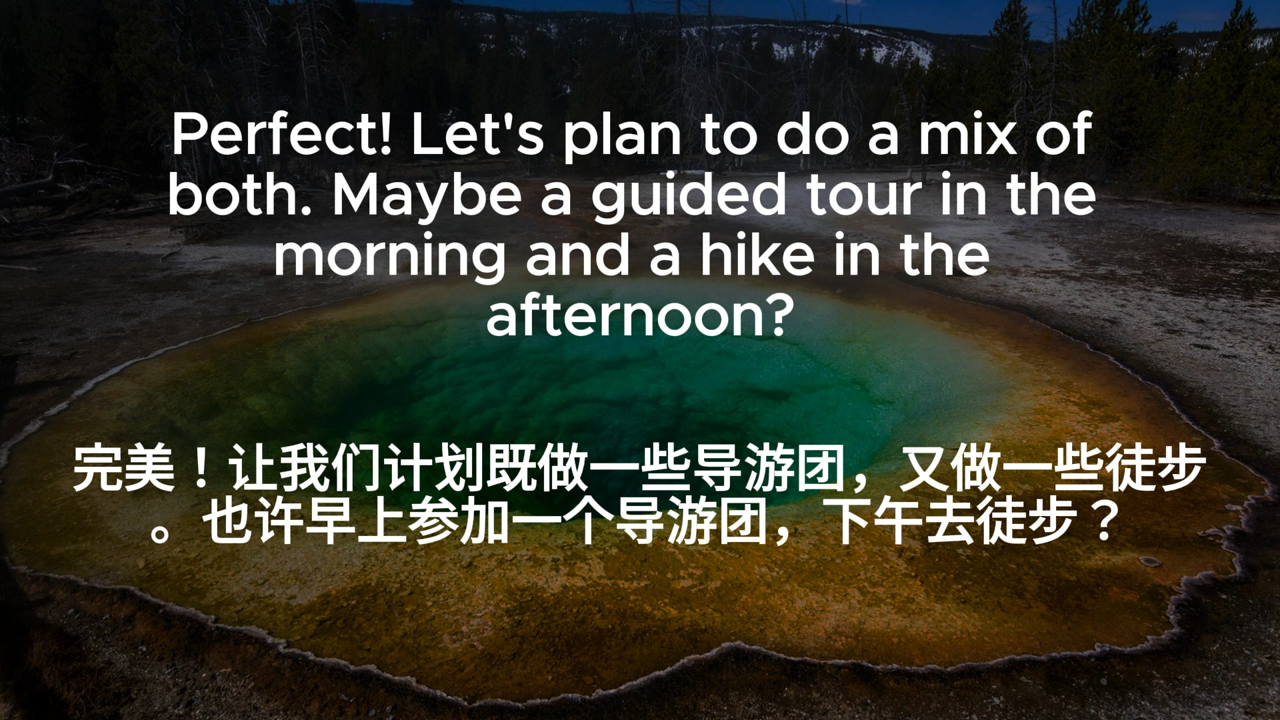 Perfect! Let's plan to do a mix of
both. Maybe a guided tour in the
morning and a hike in the
afternoon?
完美！让我们计划既做一些导游团，又做一些徒步
。也许早上参加一个导游团，下午去徒步？